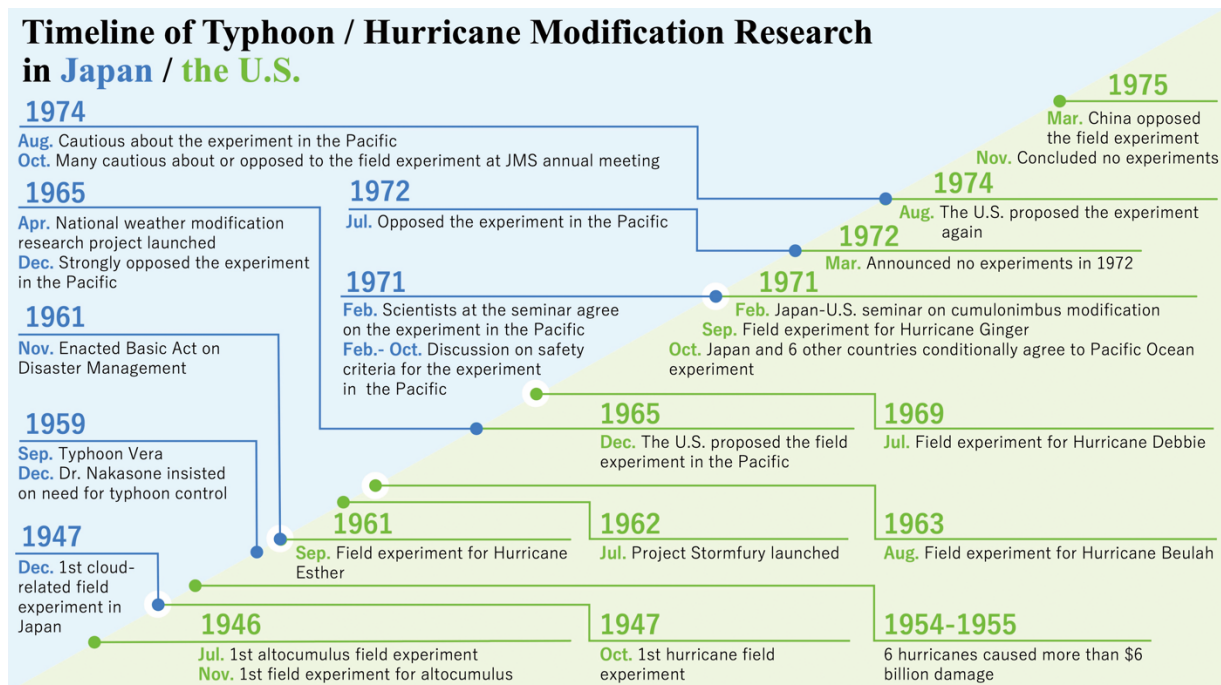 Timeline of Typhoon / Hurricane Modification Research
in Japan / the U.S.
1974
Aug. Cautious about the experiment in the Pacific
Oct. Many cautious about or opposed to the field experiment at JMS annual meeting
1965
Apr. National weather modification
research project launched
Dec. Strongly opposed the experiment
in the Pacific
1972
Jul. Opposed the experiment in the Pacific
1971
Feb. Scientists at the seminar agree
on the experiment in the Pacific
Feb.- Oct. Discussion on safety
criteria for the experiment
in the Pacific
1961
Nov. Enacted Basic Act on
Disaster Management
1959
Sep. Typhoon Vera
Dec. Dr. Nakasone insisted
on need for typhoon control
1947
Dec. 1st cloud-
related field
experiment in
Japan
1975
Mar. China opposed
the field experiment
Nov. Concluded no experiments
1974
Aug. The U.S. proposed the experiment
again
1972
Mar. Announced no experiments in 1972
1971
Feb. Japan-U.S. seminar on cumulonimbus modification
Sep. Field experiment for Hurricane Ginger
Oct. Japan and 6 other countries conditionally agree to Pacific Ocean
experiment
1965
Dec. The U.S. proposed the field
experiment in the Pacific
1969
Jul. Field experiment for Hurricane Debbie
1961
Sep. Field experiment for Hurricane
Esther
1962
Jul. Project Stormfury launched
1963
Aug. Field experiment for Hurricane Beulah
1946
Jul. 1st altocumulus field experiment
Nov. 1st field experiment for altocumulus
1947
Oct. 1st hurricane field
experiment
1954-1955
6 hurricanes caused more than $6
billion damage